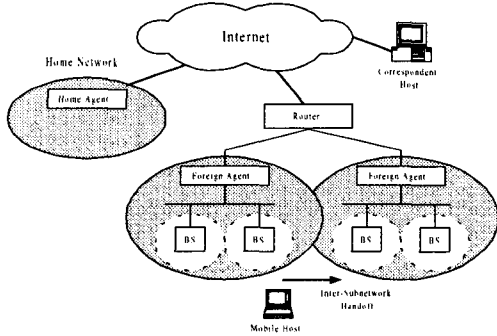 Internet
Home Network
Home Agent
Correspondent
Host
Router
Foreign Agent
Foreign Agent
BS
BS
BS
BS
Inter-Subnetwork
Handoff
Mobile Host